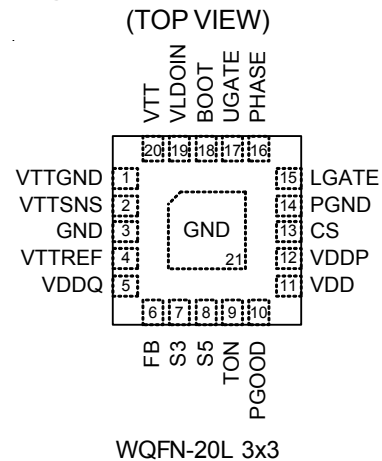 (TOP VIEW)
VTT
VLDOIN
BOOT
UGATE
PHASE
20 19 18 17 16
VTTGND 1 15 LGATE
VTTSNS 2 14 PGND
GND 3 GND 13 CS
VTTREF 4 21 12 VDDP
VDDQ 5 11 VDD
6 7 8 9 10
FB
S3
S5
TON
PGOOD
WQFN-20L 3x3